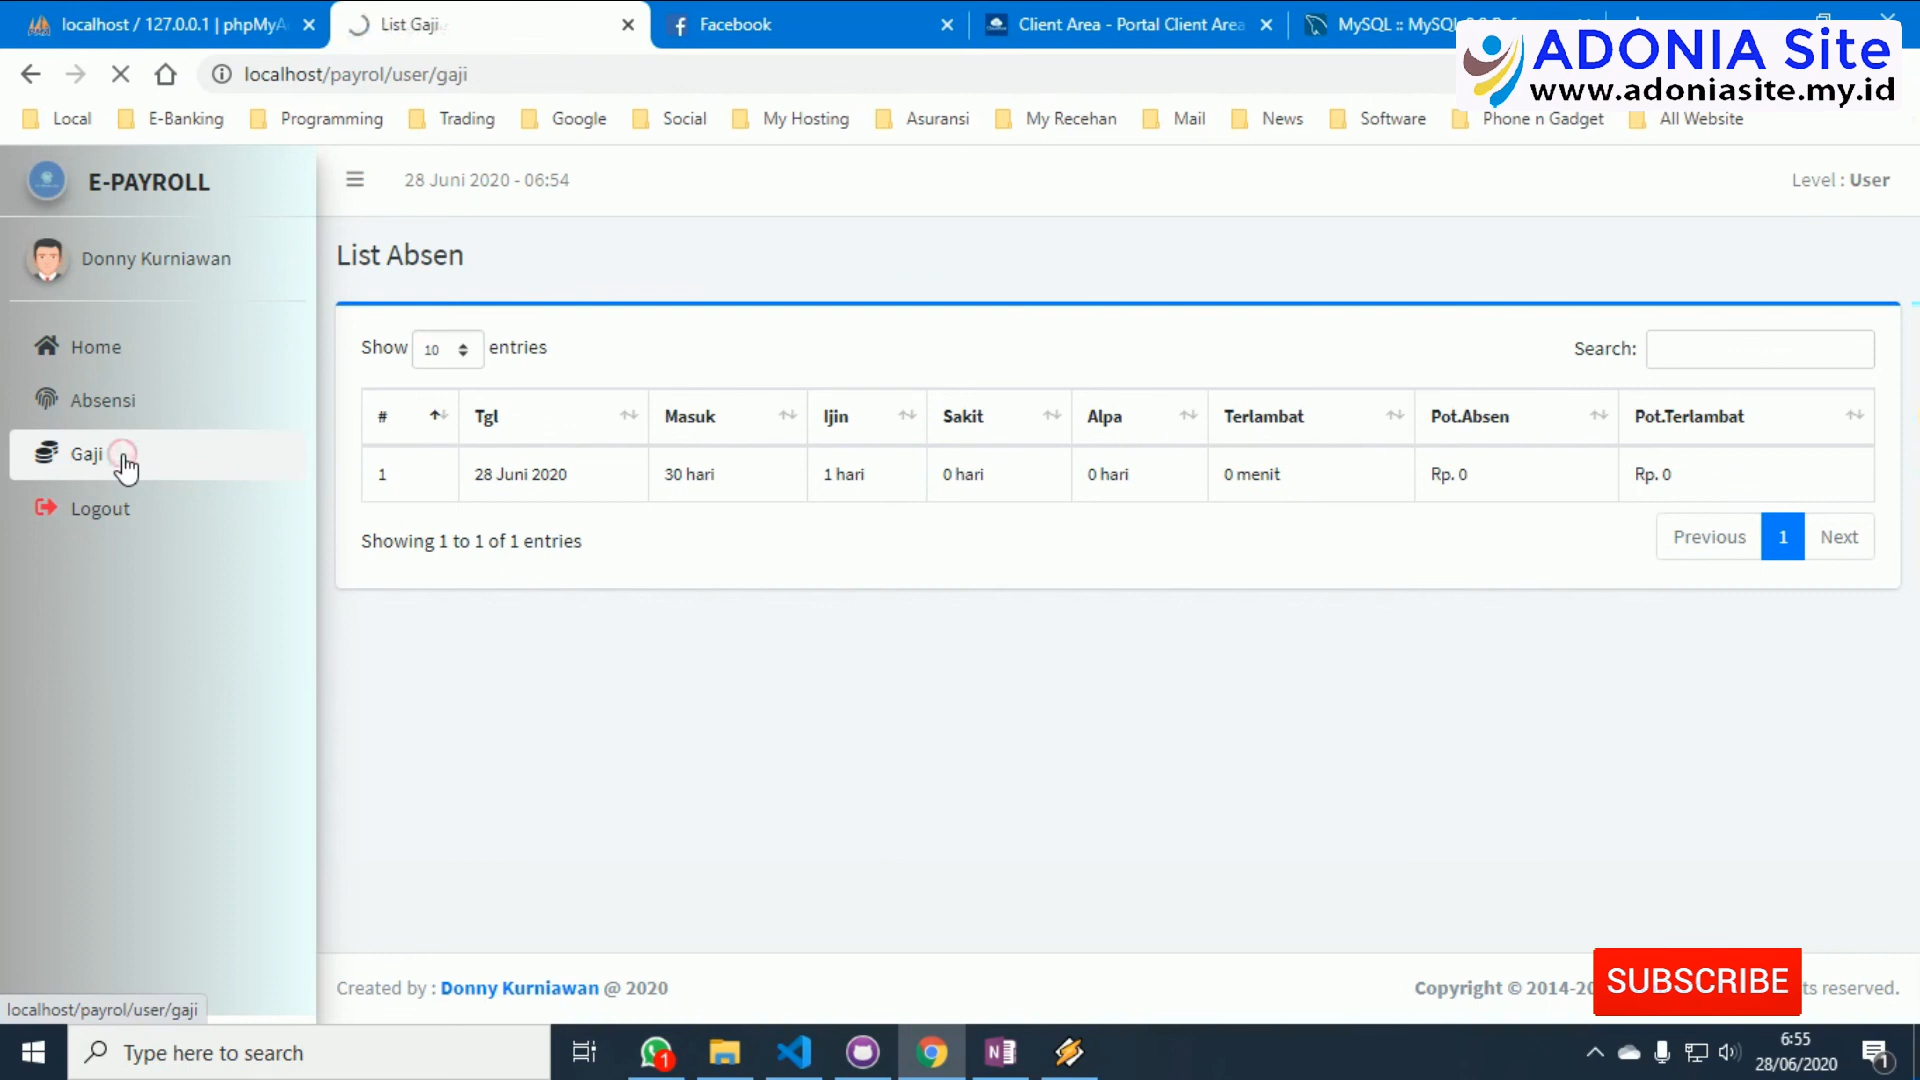 localhost / 127.0.0.1 | phpMyA
List Gaji
Facebook
Client Area - Portal Client Area
MySQL :: MySQL
ADONIA Site
www.adoniasite.my.id
localhost/payrol/user/gaji
Local
E-Banking
Programming
Trading
Google
Social
My Hosting
Asuransi
My Recehan
Mail
News
Software
Phone n Gadget
All Website
E-PAYROLL
28 Juni 2020 - 06:54
Level : User
Donny Kurniawan
Home
Absensi
Gaji
Logout
List Absen
Show 10 entries
Search:
# Tgl Masuk Ijin Sakit Alpa Terlambat Pot.Absen Pot.Terlambat
1 28 Juni 2020 30 hari 1 hari 0 hari 0 hari 0 menit Rp. 0 Rp. 0
Showing 1 to 1 of 1 entries
Previous 1 Next
Created by : Donny Kurniawan @ 2020
Copyright © 2014-20
ts reserved.
SUBSCRIBE
localhost/payrol/user/gaji
Type here to search
1
N
6:55
28/06/2020
1